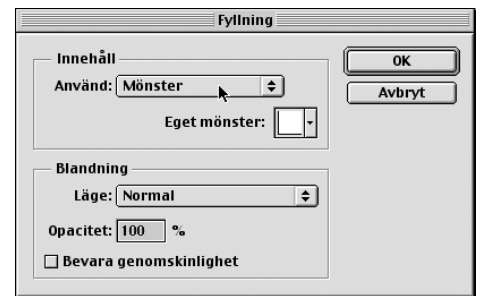 Fyllning
Innehåll
Använd: Mönster
Eget mönster:
OK
Avbryt
Blandning
Läge: Normal
Opacitet: 100 %
Bevara genomskinlighet